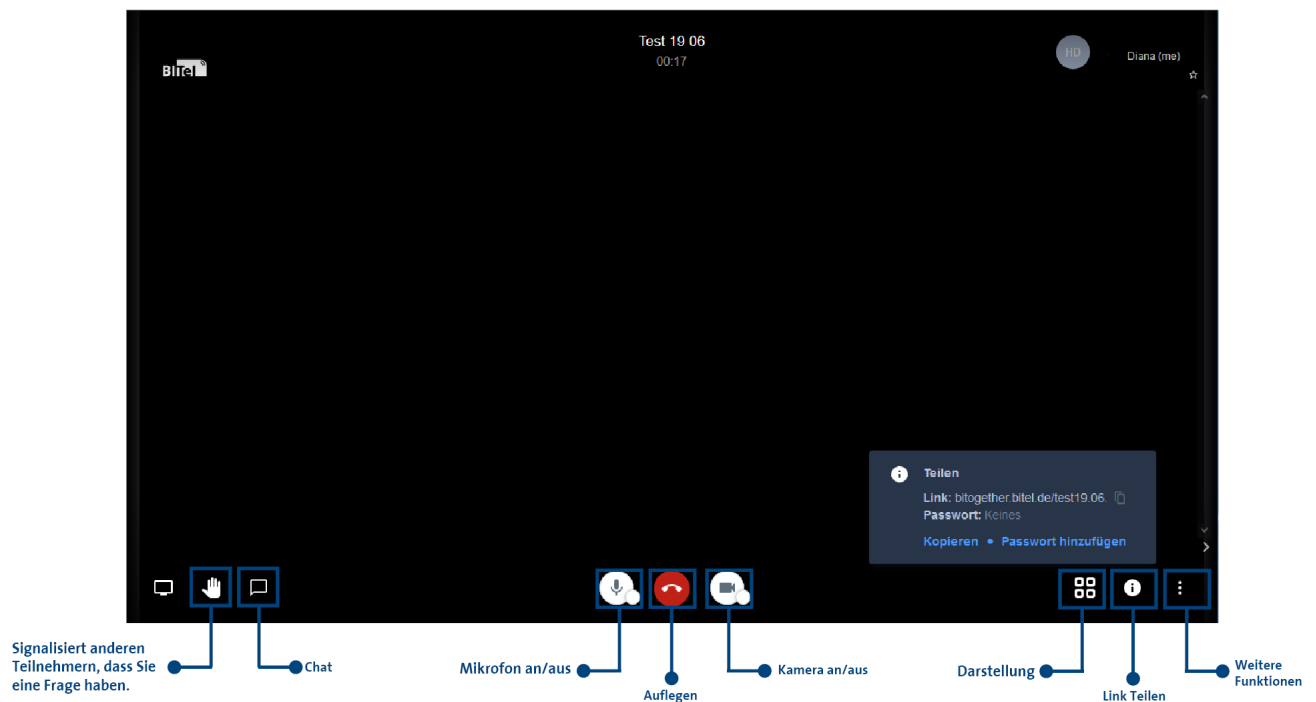 Test 19 06
00:17
BITel
HD
Diana (me)
Teilen
Link: bitogether.bitel.de/test19.06.
Passwort: Keines
Kopieren • Passwort hinzufügen
Signalisiert anderen
Teilnehmern, dass Sie
eine Frage haben.
Chat
Mikrofon an/aus
Auflegen
Kamera an/aus
Darstellung
Link Teilen
Weitere
Funktionen